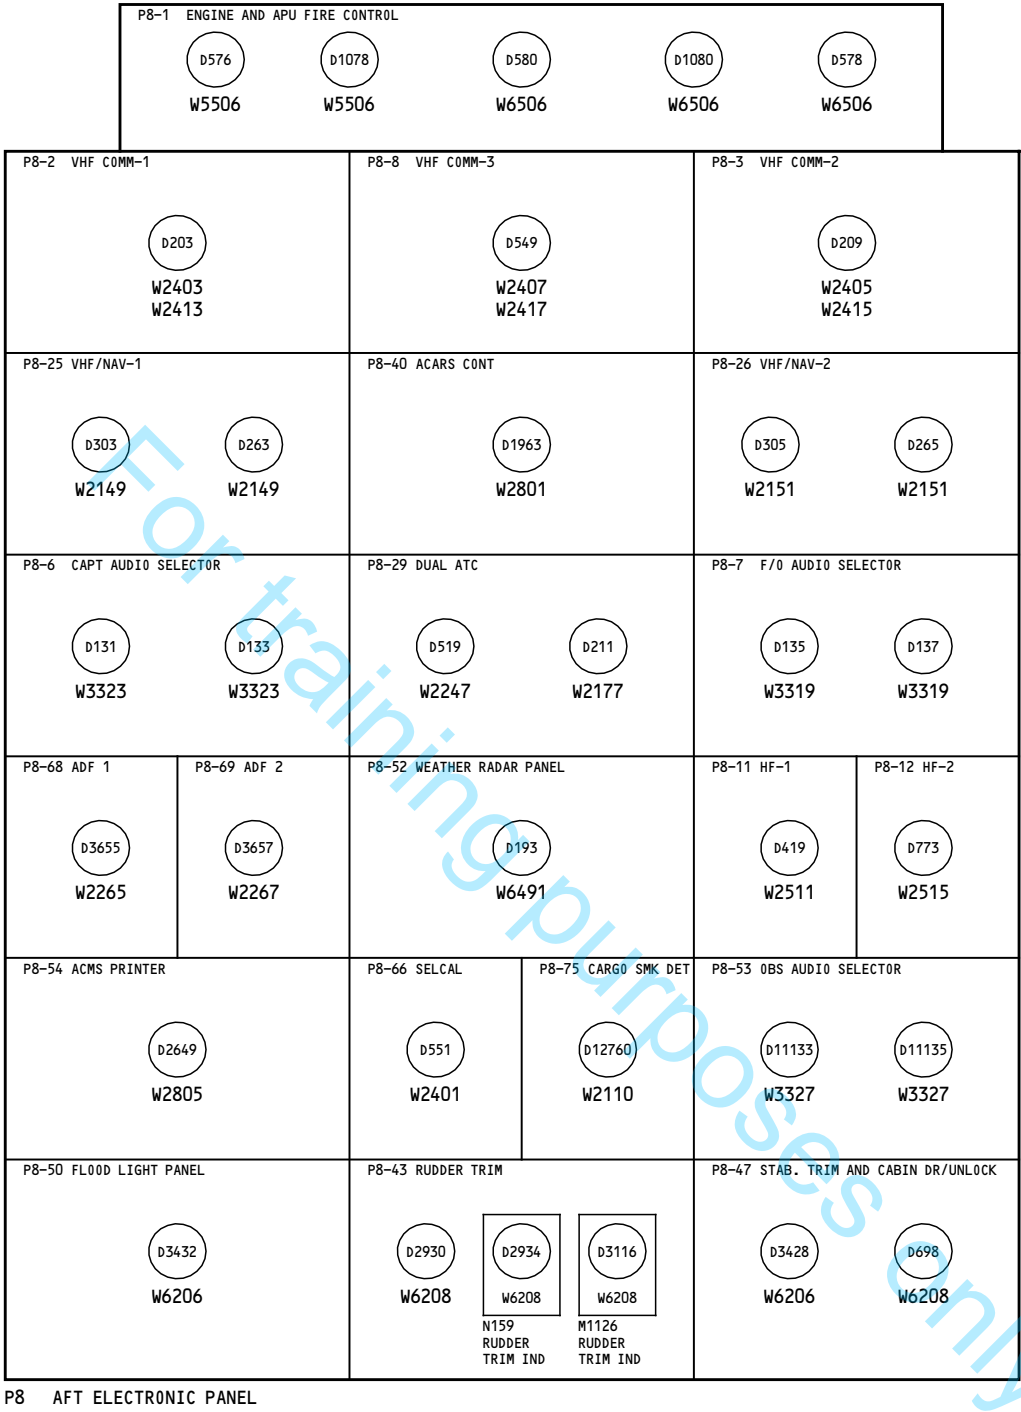 P8-1 ENGINE AND APU FIRE CONTROL
D576 D1078 D580 D1080 D578
W5506 W5506 W6506 W6506 W6506
P8-2 VHF COMM-1 P8-8 VHF COMM-3 P8-3 VHF COMM-2
D203 D549 D209
W2403 W2407 W2405
W2413 W2417 W2415
P8-25 VHF/NAV-1 P8-40 ACARS CONT P8-26 VHF/NAV-2
D303 D263 D1963 D305 D265
W2149 W2149 W2801 W2151 W2151
P8-6 CAPT AUDIO SELECTOR P8-29 DUAL ATC P8-7 F/O AUDIO SELECTOR
D131 D133 D519 D211 D135 D137
W3323 W3323 W2247 W2177 W3319 W3319
P8-68 ADF 1 P8-69 ADF 2 P8-52 WEATHER RADAR PANEL P8-11 HF-1 P8-12 HF-2
D3655 D3657 D193 D419 D773
W2265 W2267 W6491 W2511 W2515
P8-54 ACMS PRINTER P8-66 SELCAL P8-75 CARGO SMK DET P8-53 OBS AUDIO SELECTOR
D2649 D551 D12760 D11133 D11135
W2805 W2401 W2110 W3327 W3327
P8-50 FLOOD LIGHT PANEL P8-43 RUDDER TRIM P8-47 STAB. TRIM AND CABIN DR/UNLOCK
D3432 D2930 D2934 D3116 D3428 D698
W6206 W6208 W6208 W6208 W6206 W6208
N159 M1126
RUDDER RUDDER
TRIM IND TRIM IND
P8 AFT ELECTRONIC PANEL
For training purposes only